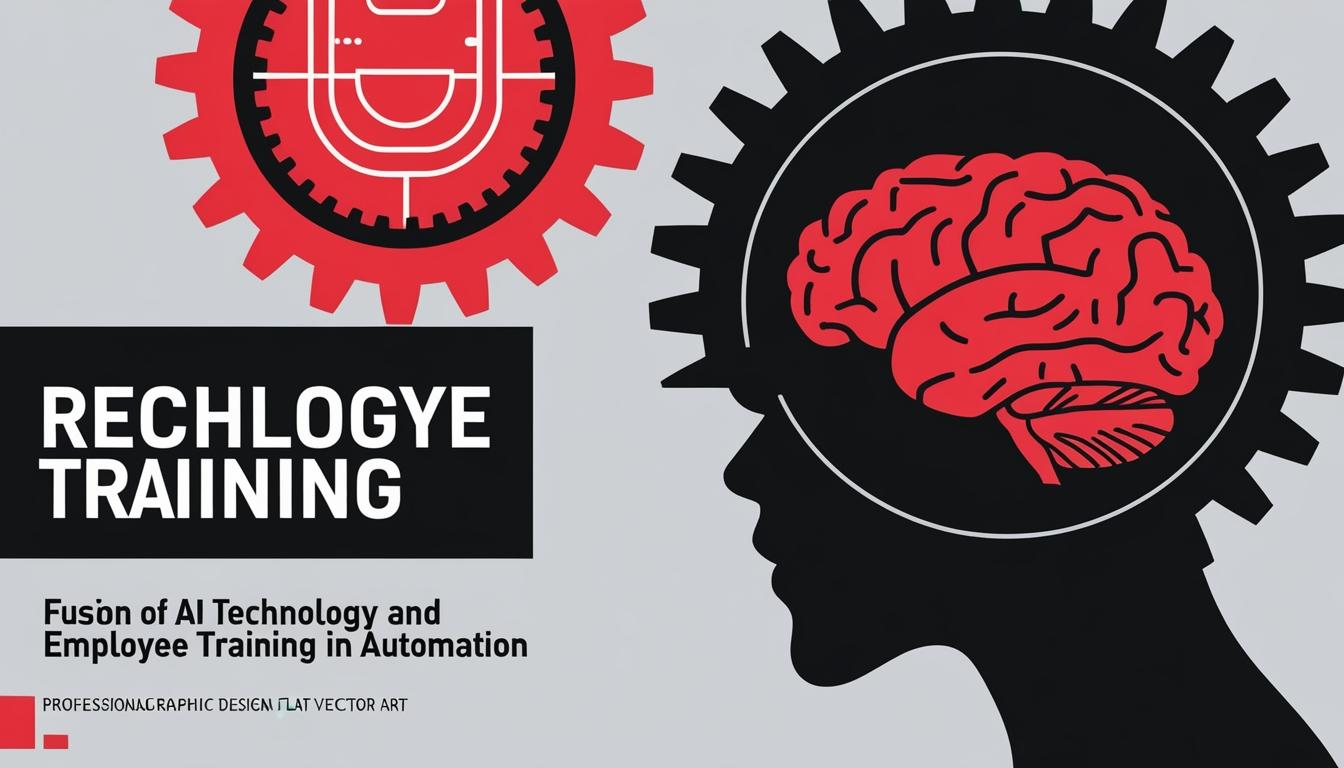 RECHLOGYE
TRAIINING
Fusion of AI Technology and
Employee Training in Automation
PROFESSIONAGRAPHIC DESIGN FLAT VECTOR ART